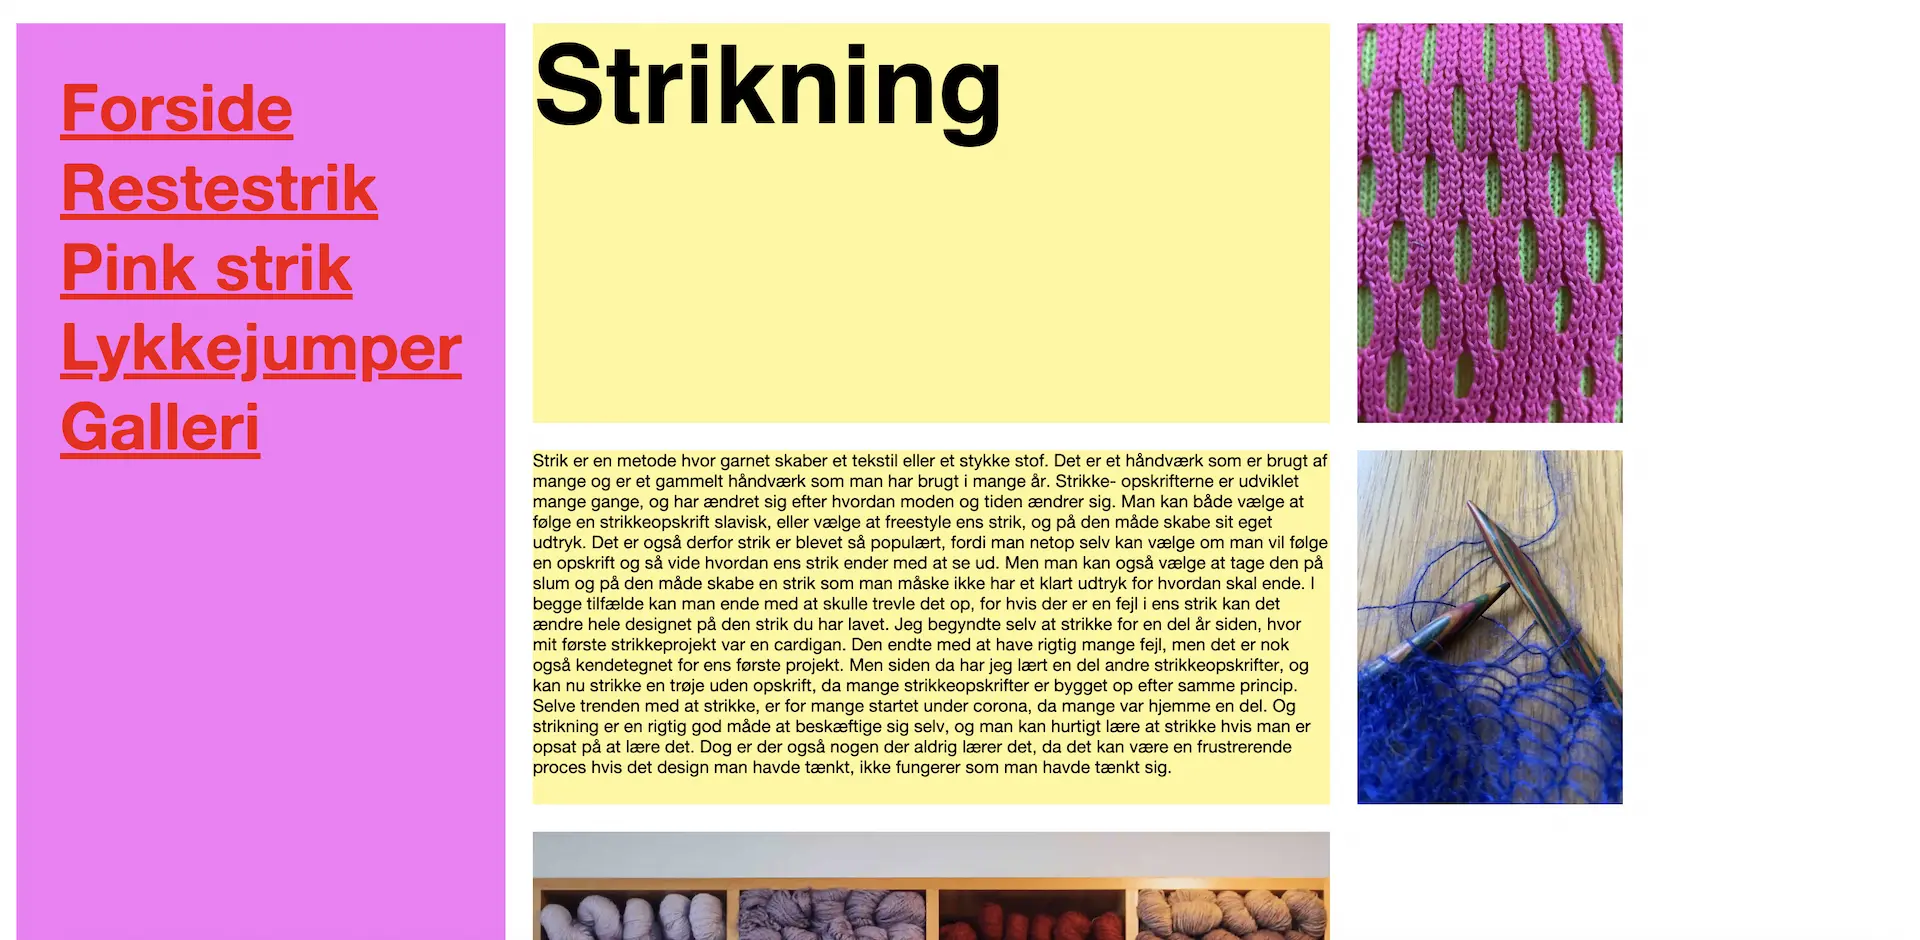 Forside
Restestrik
Pink strik
Lykkejumper
Galleri
Strikning
Strik er en metode hvor garnet skaber et tekstil eller et stykke stof. Det er et håndværk som er brugt af
mange og er et gammelt håndværk som man har brugt i mange år. Strikke- opskrifterne er udviklet
mange gange, og har ændret sig efter hvordan moden og tiden ændrer sig. Man kan både vælge at
følge en strikkeopskrift slavisk, eller vælge at freestyle ens strik, og på den måde skabe sit eget
udtryk. Det er også derfor strik er blevet så populært, fordi man netop selv kan vælge om man vil følge
en opskrift og så vide hvordan ens strik ender med at se ud. Men man kan også vælge at tage den på
slum og på den måde skabe en strik som man måske ikke har et klart udtryk for hvordan skal ende. I
begge tilfælde kan man ende med at skulle trevle det op, for hvis der er en fejl i ens strik kan det
ændre hele designet på den strik du har lavet. Jeg begyndte selv at strikke for en del år siden, hvor
mit første strikkeprojekt var en cardigan. Den endte med at have rigtig mange fejl, men det er nok
også kendetegnet for ens første projekt. Men siden da har jeg lært en del andre strikkeopskrifter, og
kan nu strikke en trøje uden opskrift, da mange strikkeopskrifter er bygget op efter samme princip.
Selve trenden med at strikke, er for mange startet under corona, da mange var hjemme en del. Og
strikning er en rigtig god måde at beskæftige sig selv, og man kan hurtigt lære at strikke hvis man er
opsat på at lære det. Dog er der også nogen der aldrig lærer det, da det kan være en frustrerende
proces hvis det design man havde tænkt, ikke fungerer som man havde tænkt sig.